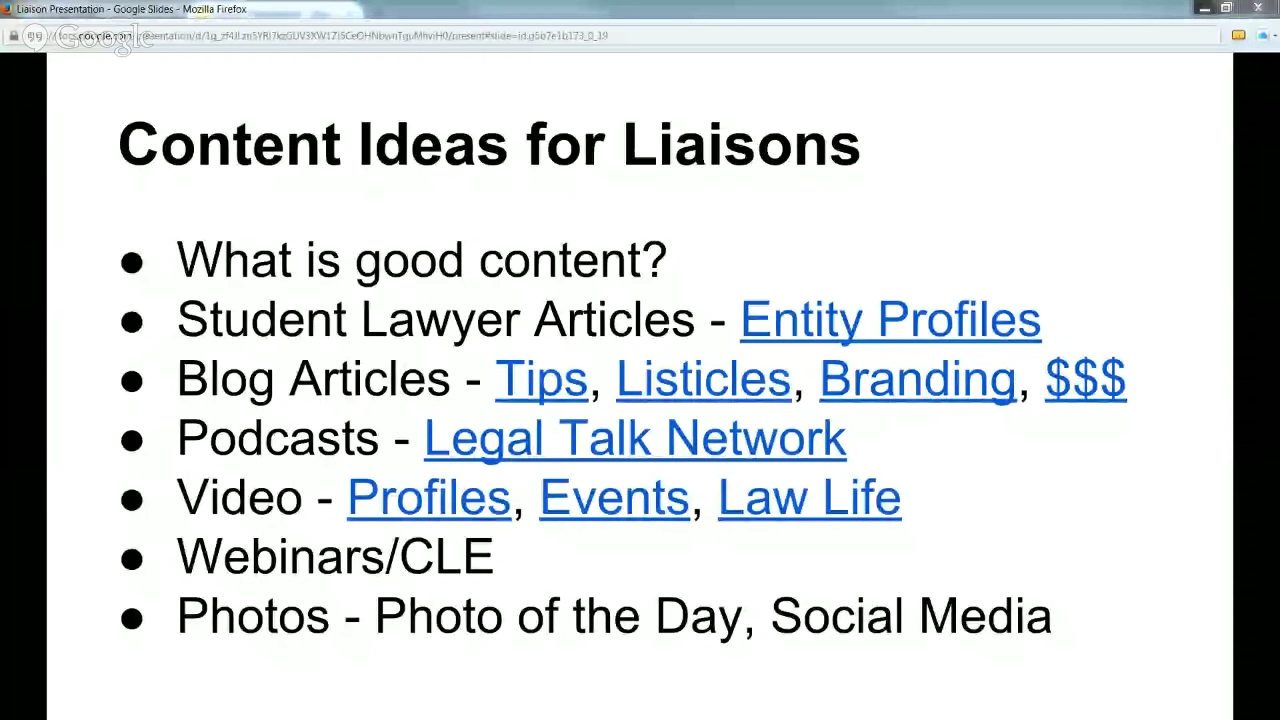 Liaison Presentation - Google Slides - Mozilla Firefox
Google
Content Ideas for Liaisons
● What is good content?
● Student Lawyer Articles - Entity Profiles
● Blog Articles - Tips, Listicles, Branding, $$$
● Podcasts - Legal Talk Network
● Video - Profiles, Events, Law Life
● Webinars/CLE
● Photos - Photo of the Day, Social Media